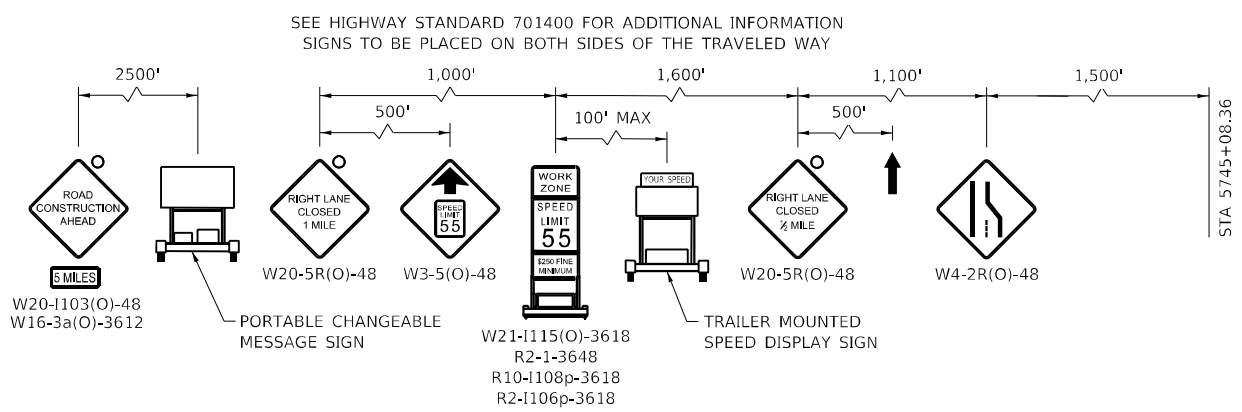 SEE HIGHWAY STANDARD 701400 FOR ADDITIONAL INFORMATION
SIGNS TO BE PLACED ON BOTH SIDES OF THE TRAVELED WAY
2500'
1,000'
1,600'
1,100'
1,500'
500'
100' MAX
500'
STA 5745+08.36
ROAD
CONSTRUCTION
AHEAD
5 MILES
W20-I103(O)-48
W16-3a(O)-3612
PORTABLE CHANGEABLE
MESSAGE SIGN
RIGHT LANE
CLOSED
1 MILE
W20-5R(O)-48
SPEED
LIMIT
55
W3-5(O)-48
WORK
ZONE
SPEED
LIMIT
55
$250 FINE
MINIMUM
W21-I115(O)-3618
R2-1-3648
R10-I108p-3618
R2-I106p-3618
YOUR SPEED
TRAILER MOUNTED
SPEED DISPLAY SIGN
RIGHT LANE
CLOSED
½ MILE
W20-5R(O)-48
W4-2R(O)-48